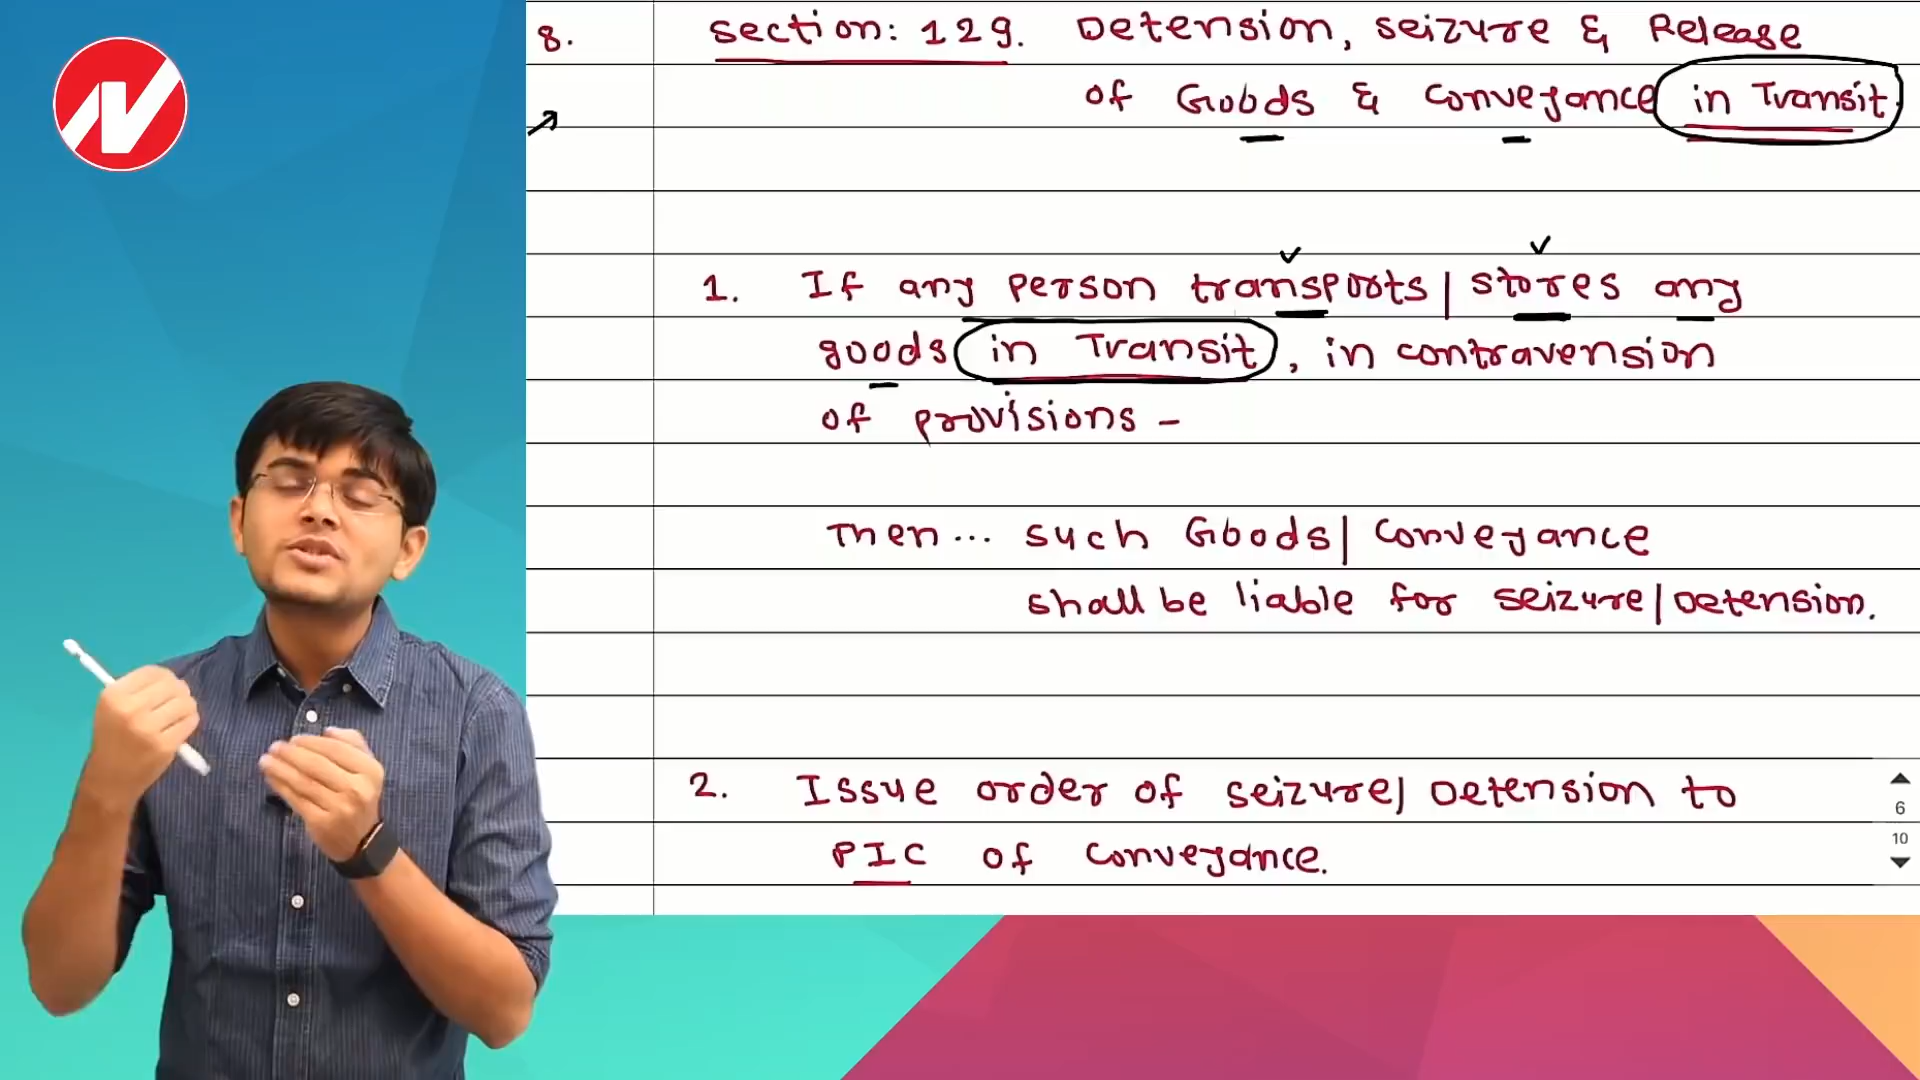 8. Section: 129. Detension, seizure & Release
of Goods & Conveyance in Transit.
1. If any person transports| stores any
goods in Transit, in contravension
of provisions -
Then... such Goods| Conveyance
shall be liable for seizure| Detension.
2. Issue order of seizure| Detension to
PIC of Conveyance.
6
10